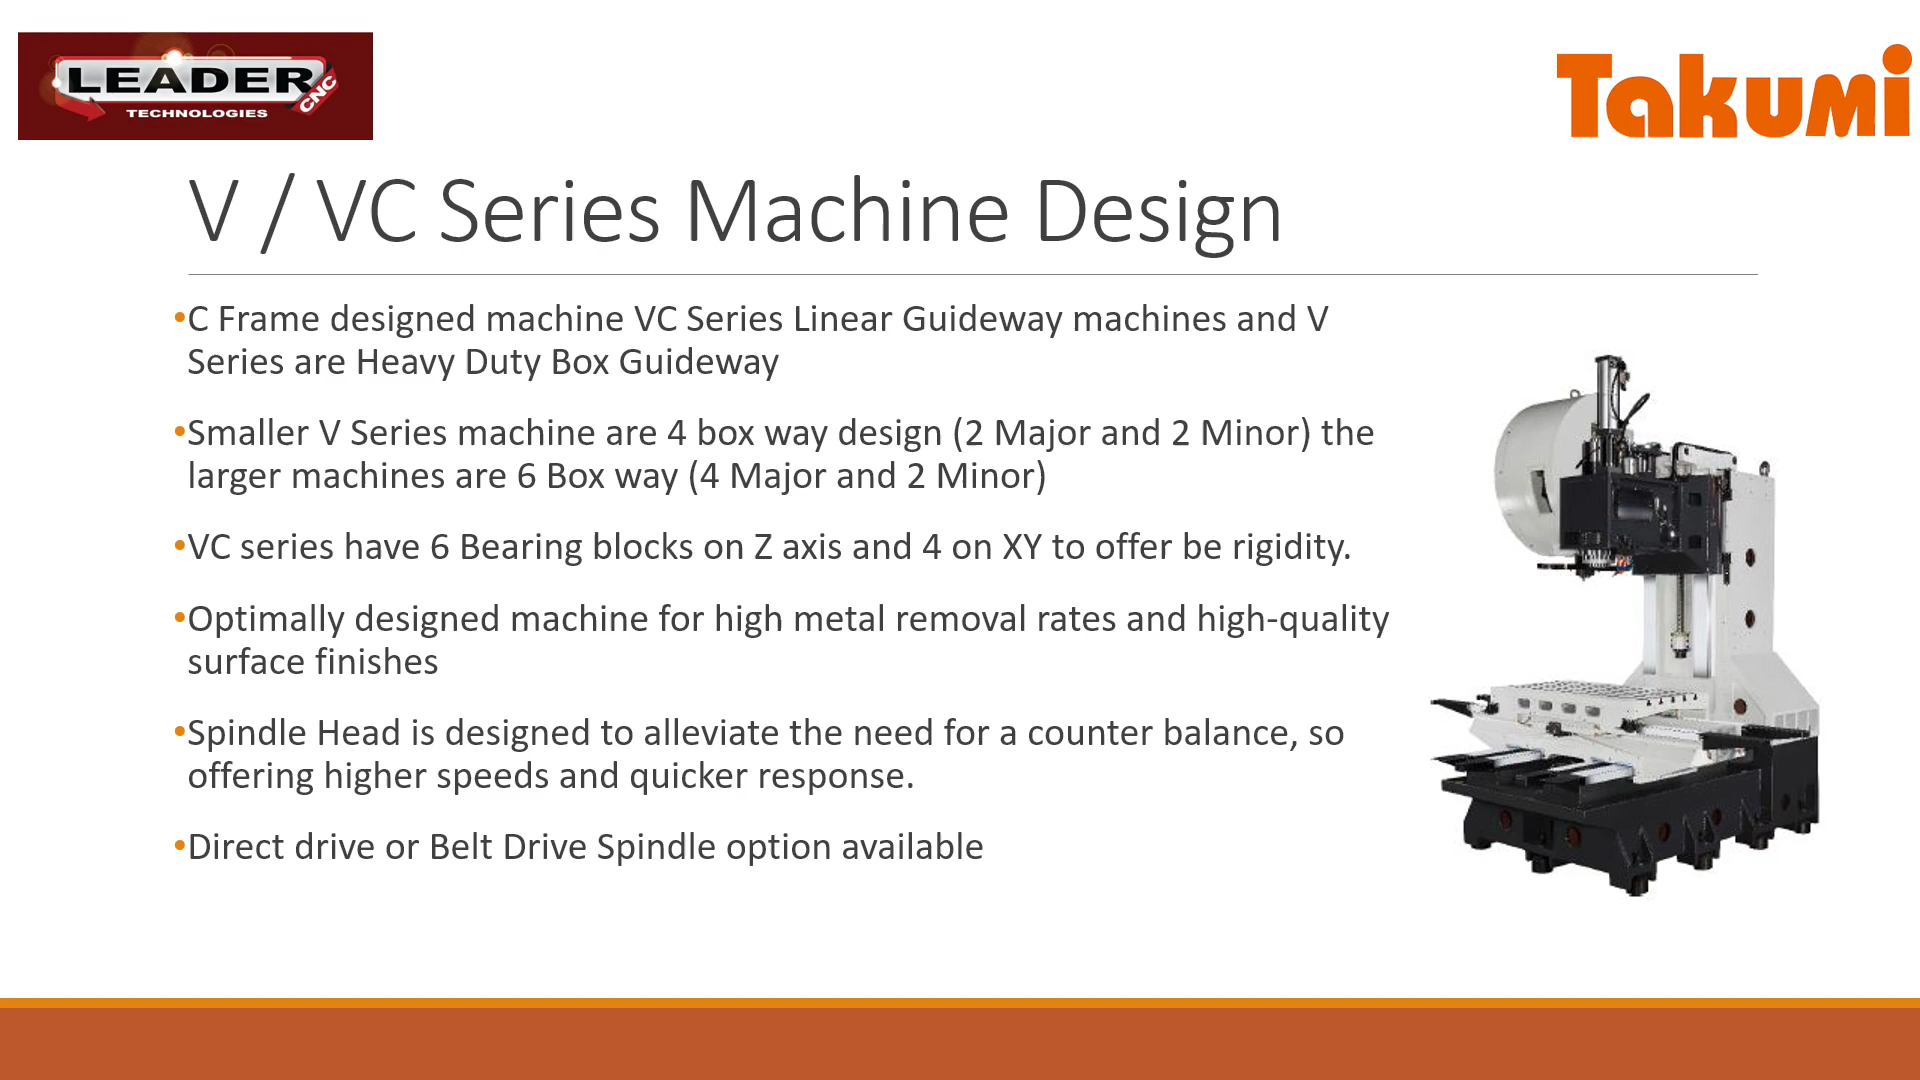 LEADER
CNC
TECHNOLOGIES
Takumi
V / VC Series Machine Design
•C Frame designed machine VC Series Linear Guideway machines and V
Series are Heavy Duty Box Guideway
•Smaller V Series machine are 4 box way design (2 Major and 2 Minor) the
larger machines are 6 Box way (4 Major and 2 Minor)
•VC series have 6 Bearing blocks on Z axis and 4 on XY to offer be rigidity.
•Optimally designed machine for high metal removal rates and high-quality
surface finishes
•Spindle Head is designed to alleviate the need for a counter balance, so
offering higher speeds and quicker response.
•Direct drive or Belt Drive Spindle option available